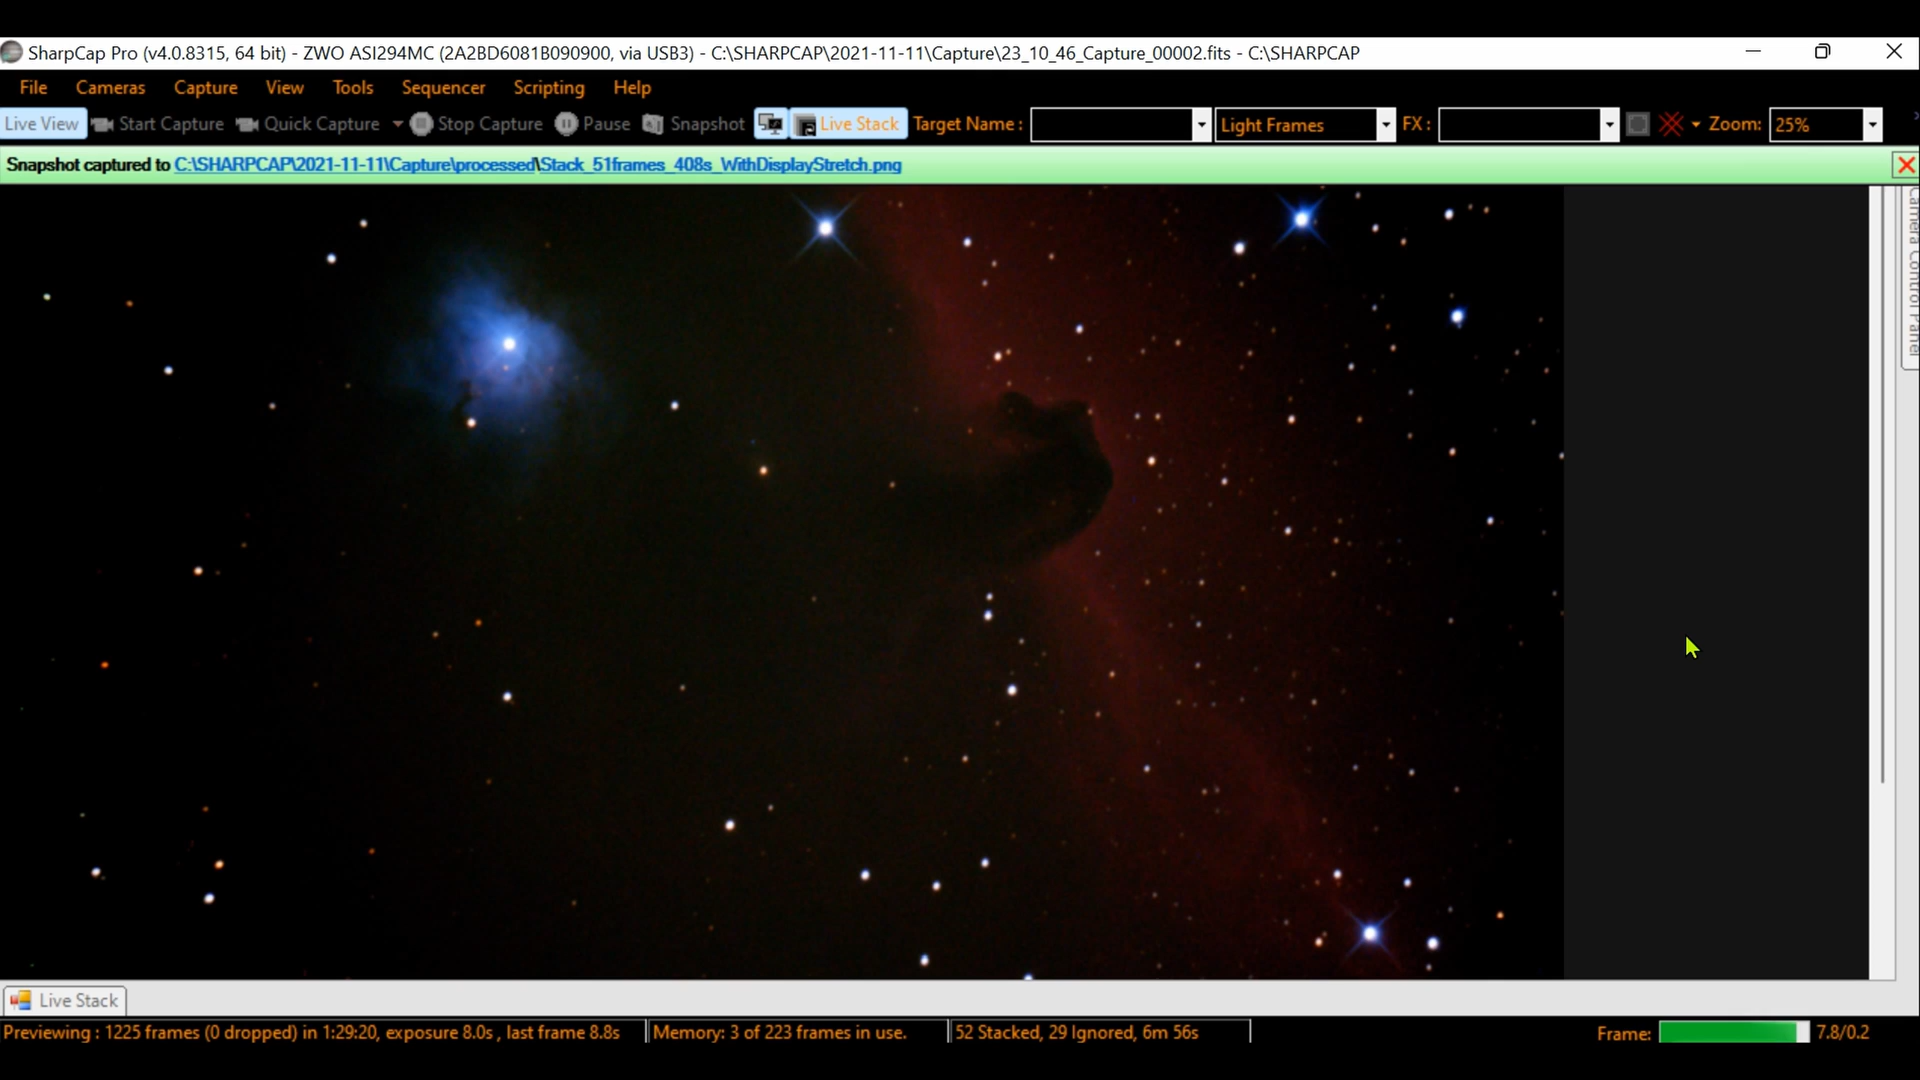 SharpCap Pro (v4.0.8315, 64 bit) - ZWO ASI294MC (2A2BD6081B090900, via USB3) - C:\SHARPCAP\2021-11-11\Capture\23_10_46_Capture_00002.fits - C:\SHARPCAP
File Cameras Capture View Tools Sequencer Scripting Help
Live View Start Capture Quick Capture Stop Capture Pause Snapshot Live Stack Target Name : Light Frames FX : Zoom: 25%
Snapshot captured to C:\SHARPCAP\2021-11-11\Capture\processed\Stack_51frames_408s_WithDisplayStretch.png
Camera Control Panel
Live Stack
Previewing : 1225 frames (0 dropped) in 1:29:20, exposure 8.0s , last frame 8.8s Memory: 3 of 223 frames in use. 52 Stacked, 29 Ignored, 6m 56s Frame: 7.8/0.2